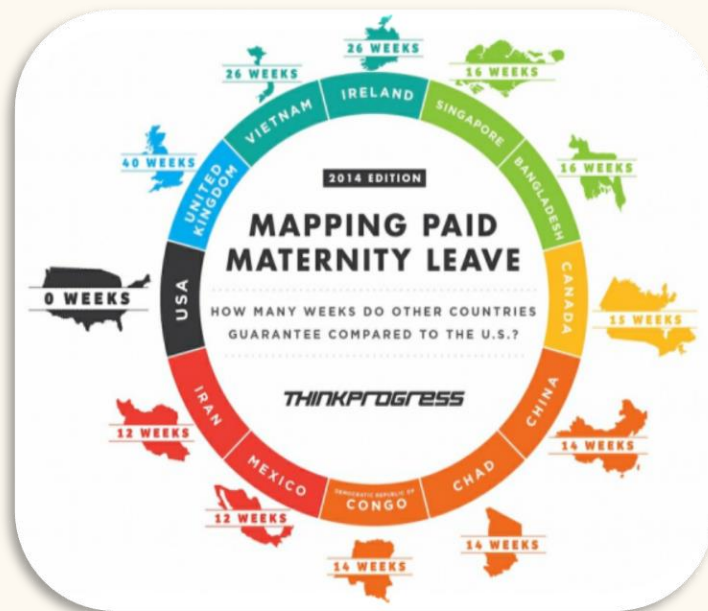 2014 EDITION
MAPPING PAID
MATERNITY LEAVE
HOW MANY WEEKS DO OTHER COUNTRIES
GUARANTEE COMPARED TO THE U.S.?
THINKPROGRESS
USA
0 WEEKS
UNITED
KINGDOM
40 WEEKS
VIETNAM
26 WEEKS
IRELAND
26 WEEKS
SINGAPORE
16 WEEKS
BANGLADESH
16 WEEKS
CANADA
15 WEEKS
CHINA
14 WEEKS
CHAD
14 WEEKS
DEMOCRATIC REPUBLIC OF
CONGO
14 WEEKS
MEXICO
12 WEEKS
IRAN
12 WEEKS